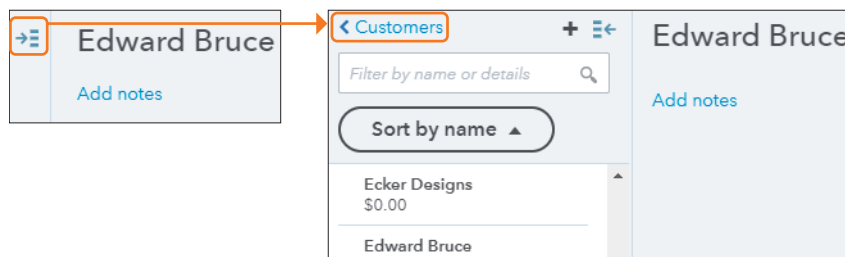 Edward Bruce
Add notes
Customers
Filter by name or details
Sort by name
Ecker Designs
$0.00
Edward Bruce
Edward Bruce
Add notes